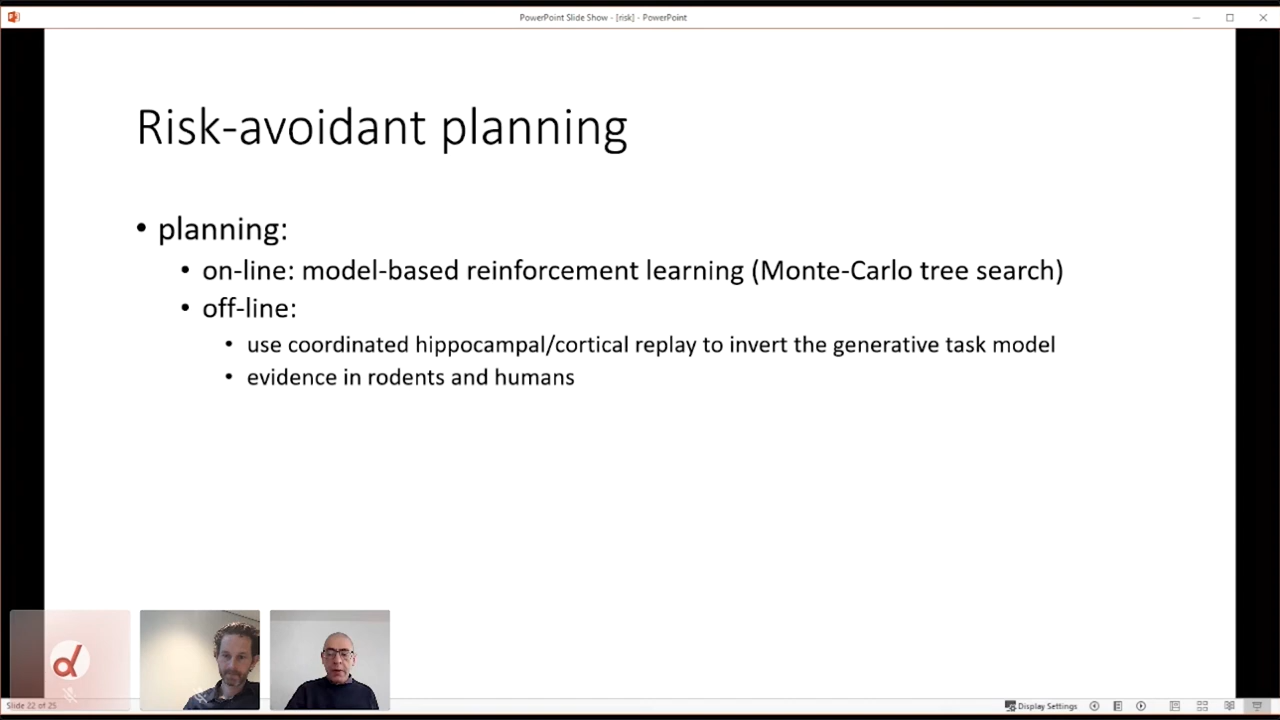 PowerPoint Slide Show - [risk] - PowerPoint
Risk-avoidant planning
• planning:
• on-line: model-based reinforcement learning (Monte-Carlo tree search)
• off-line:
• use coordinated hippocampal/cortical replay to invert the generative task model
• evidence in rodents and humans
d
Slide 22 of 25
Display Settings